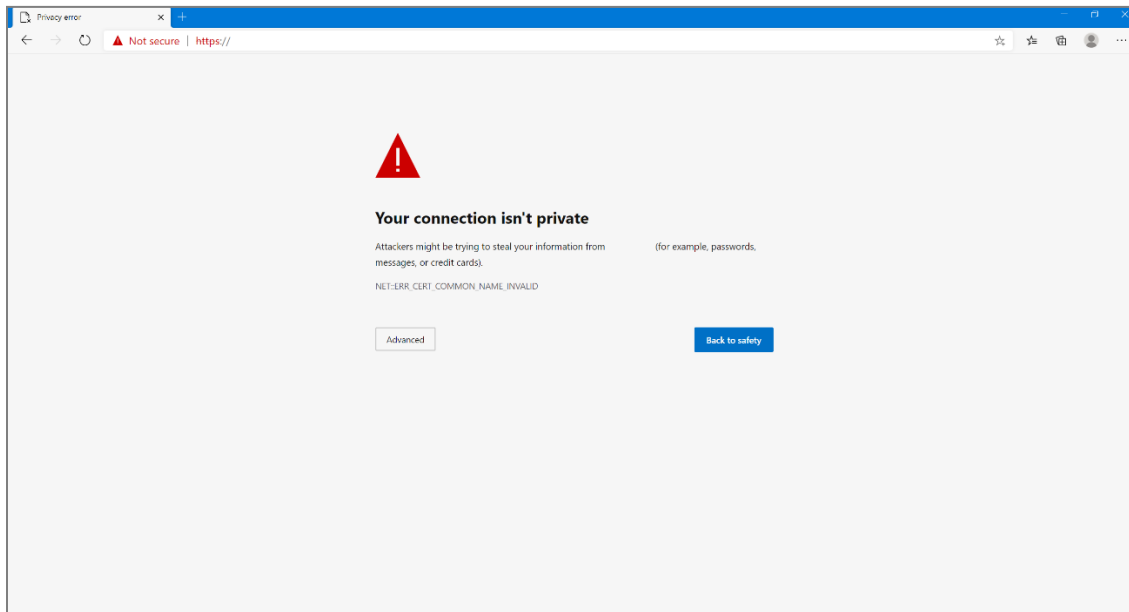 Privacy error
Not secure | https://
!
Your connection isn't private
Attackers might be trying to steal your information from (for example, passwords,
messages, or credit cards).
NET::ERR_CERT_COMMON_NAME_INVALID
Advanced
Back to safety